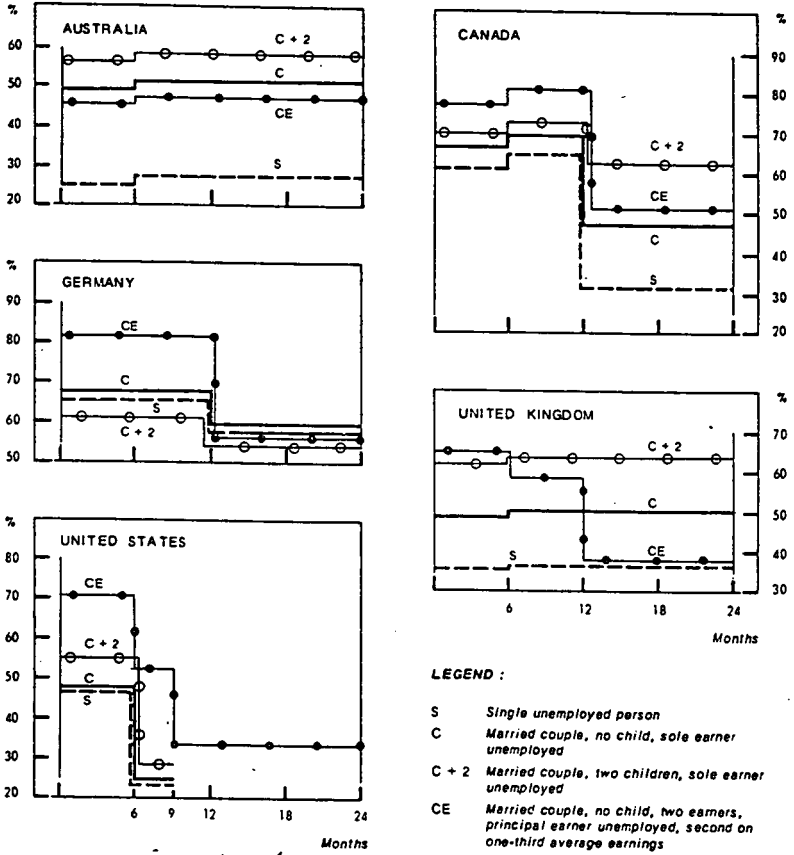 %
AUSTRALIA
60
50
40
30
20
C + 2
C
CE
S
%
GERMANY
90
80
70
60
50
CE
C
S
C + 2
12
18
24
%
UNITED STATES
80
70
60
50
40
30
20
CE
C + 2
C
S
6
9
12
18
24
Months
CANADA
%
90
80
70
60
50
40
30
20
C + 2
CE
C
S
UNITED KINGDOM
%
70
60
50
40
30
C + 2
C
CE
S
6
12
18
24
Months
LEGEND :
S Single unemployed person
C Married couple, no child, sole earner
unemployed
C + 2 Married couple, two children, sole earner
unemployed
CE Married couple, no child, two earners,
principal earner unemployed, second on
one-third average earnings